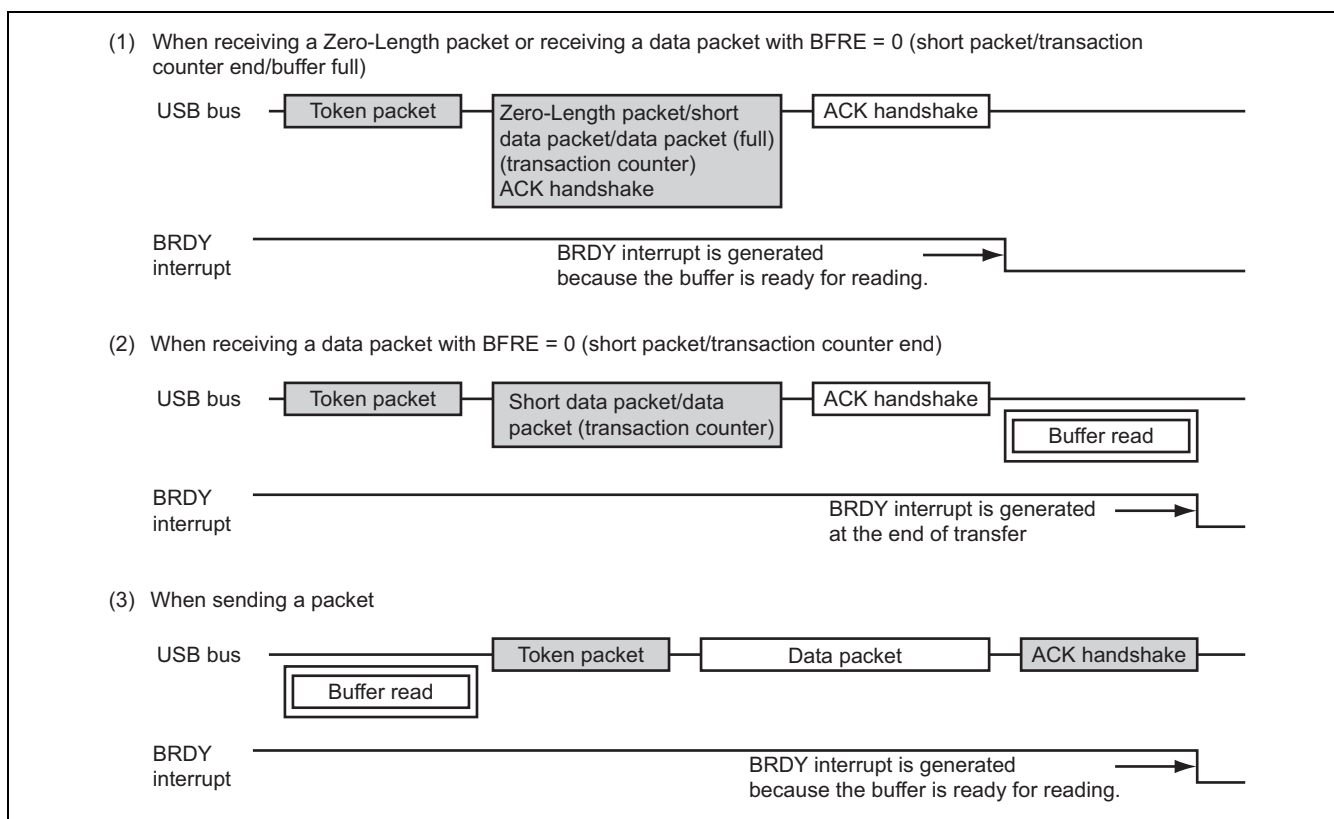 (1) When receiving a Zero-Length packet or receiving a data packet with BFRE = 0 (short packet/transaction
counter end/buffer full)
USB bus
Token packet
Zero-Length packet/short
data packet/data packet (full)
(transaction counter)
ACK handshake
ACK handshake
BRDY
interrupt
BRDY interrupt is generated
because the buffer is ready for reading.
(2) When receiving a data packet with BFRE = 0 (short packet/transaction counter end)
USB bus
Token packet
Short data packet/data
packet (transaction counter)
ACK handshake
Buffer read
BRDY
interrupt
BRDY interrupt is generated
at the end of transfer
(3) When sending a packet
USB bus
Token packet
Data packet
ACK handshake
Buffer read
BRDY
interrupt
BRDY interrupt is generated
because the buffer is ready for reading.